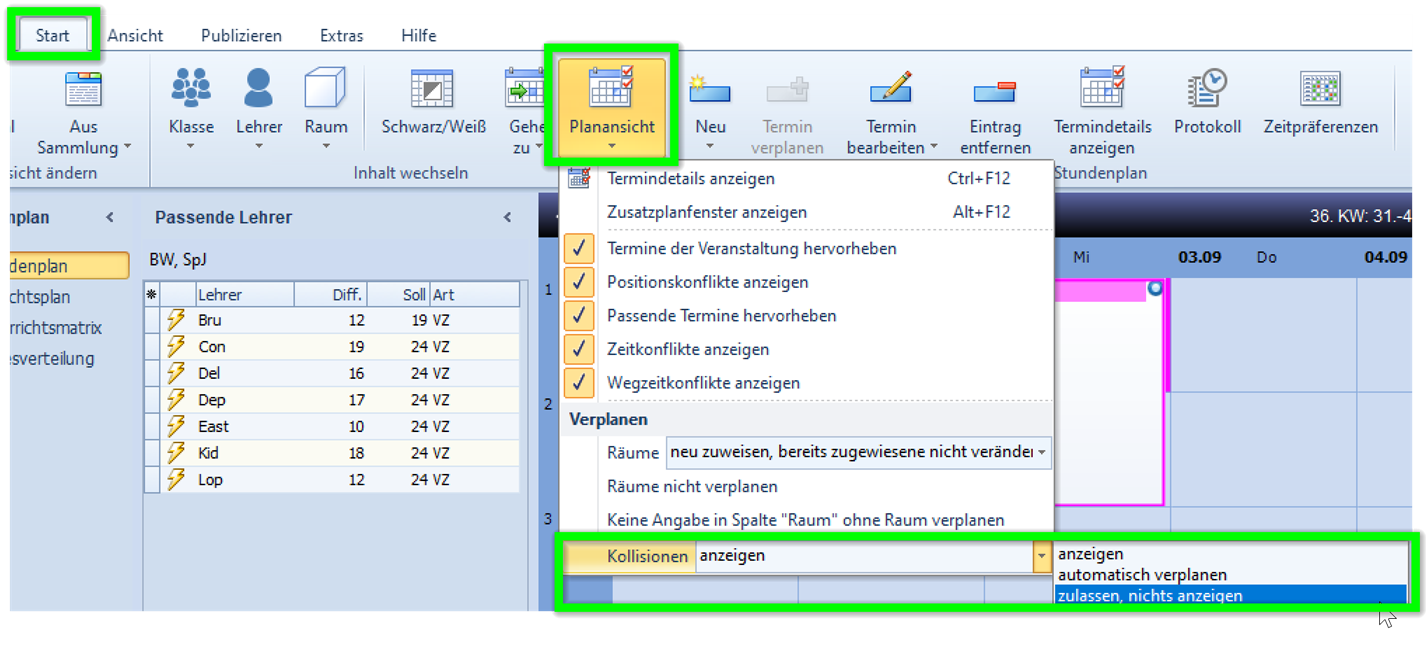 Start Ansicht Publizieren Extras Hilfe
Aus Sammlung
Klasse
Lehrer
Raum
Schwarz/Weiß
Gehe zu
Planansicht
Neu
Termin verplanen
Termin bearbeiten
Eintrag entfernen
Termindetails anzeigen
Protokoll
Zeitpräferenzen
sicht ändern
Inhalt wechseln
Stundenplan
nplan <
denplan
chtsplan
rrichtsmatrix
sverteilung
Passende Lehrer <
BW, SpJ
Lehrer Diff. Soll Art
Bru 12 19 VZ
Con 19 24 VZ
Del 16 24 VZ
Dep 17 24 VZ
East 10 24 VZ
Kid 18 24 VZ
Lop 12 24 VZ
Termindetails anzeigen Ctrl+F12
Zusatzplanfenster anzeigen Alt+F12
Termine der Veranstaltung hervorheben
Positionskonflikte anzeigen
Passende Termine hervorheben
Zeitkonflikte anzeigen
Wegzeitkonflikte anzeigen
Verplanen
Räume neu zuweisen, bereits zugewiesene nicht veränder
Räume nicht verplanen
Keine Angabe in Spalte "Raum" ohne Raum verplanen
Kollisionen anzeigen
anzeigen
automatisch verplanen
zulassen, nichts anzeigen
36. KW: 31.-4
Mi 03.09 Do 04.09
1
2
3